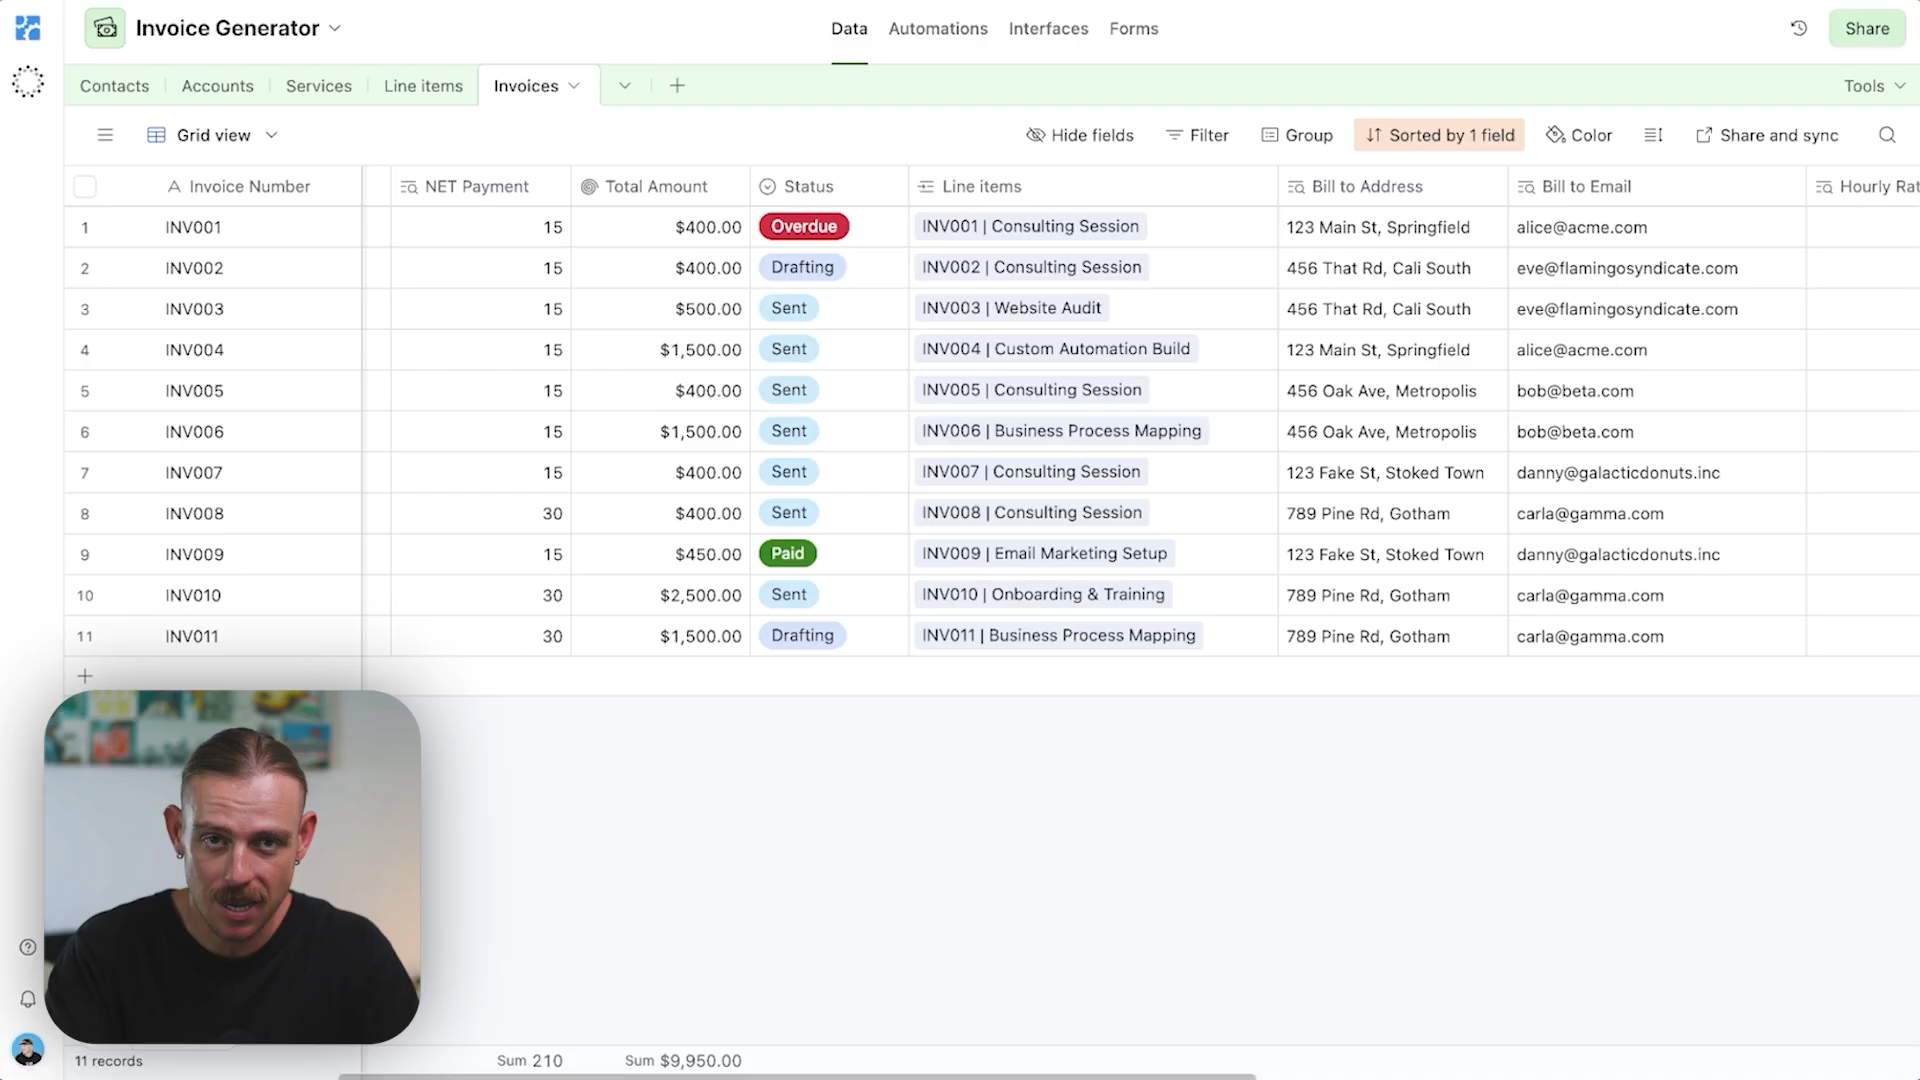 Invoice Generator Data Automations Interfaces Forms Share
Contacts Accounts Services Line items Invoices Tools
Grid view Hide fields Filter Group Sorted by 1 field Color Share and sync
Invoice Number NET Payment Total Amount Status Line items Bill to Address Bill to Email Hourly Rat
1 INV001 15 $400.00 Overdue INV001 | Consulting Session 123 Main St, Springfield alice@acme.com
2 INV002 15 $400.00 Drafting INV002 | Consulting Session 456 That Rd, Cali South eve@flamingosyndicate.com
3 INV003 15 $500.00 Sent INV003 | Website Audit 456 That Rd, Cali South eve@flamingosyndicate.com
4 INV004 15 $1,500.00 Sent INV004 | Custom Automation Build 123 Main St, Springfield alice@acme.com
5 INV005 15 $400.00 Sent INV005 | Consulting Session 456 Oak Ave, Metropolis bob@beta.com
6 INV006 15 $1,500.00 Sent INV006 | Business Process Mapping 456 Oak Ave, Metropolis bob@beta.com
7 INV007 15 $400.00 Sent INV007 | Consulting Session 123 Fake St, Stoked Town danny@galacticdonuts.inc
8 INV008 30 $400.00 Sent INV008 | Consulting Session 789 Pine Rd, Gotham carla@gamma.com
9 INV009 15 $450.00 Paid INV009 | Email Marketing Setup 123 Fake St, Stoked Town danny@galacticdonuts.inc
10 INV010 30 $2,500.00 Sent INV010 | Onboarding & Training 789 Pine Rd, Gotham carla@gamma.com
11 INV011 30 $1,500.00 Drafting INV011 | Business Process Mapping 789 Pine Rd, Gotham carla@gamma.com
11 records Sum 210 Sum $9,950.00